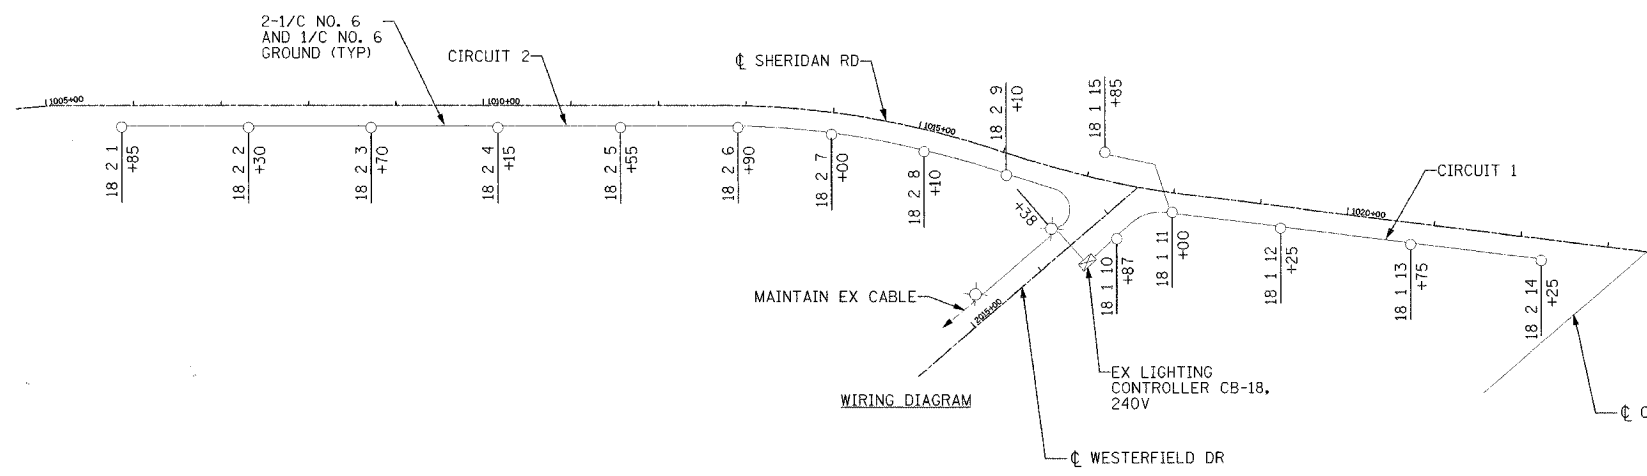 2-1/C NO. 6
AND 1/C NO. 6
GROUND (TYP)
CIRCUIT 2
℄ SHERIDAN RD
1005+00
1010+00
1015+00
18 2 9
+10
18 1 15
+85
CIRCUIT 1
1020+00
18 2 1
+85
18 2 2
+30
18 2 3
+70
18 2 4
+15
18 2 5
+55
18 2 6
+90
18 2 7
+00
18 2 8
+10
+38
18 1 10
+87
18 1 11
+00
18 1 12
+25
18 1 13
+75
18 2 14
+25
MAINTAIN EX CABLE
2015+00
EX LIGHTING
CONTROLLER CB-18,
240V
WIRING DIAGRAM
℄ C
℄ WESTERFIELD DR